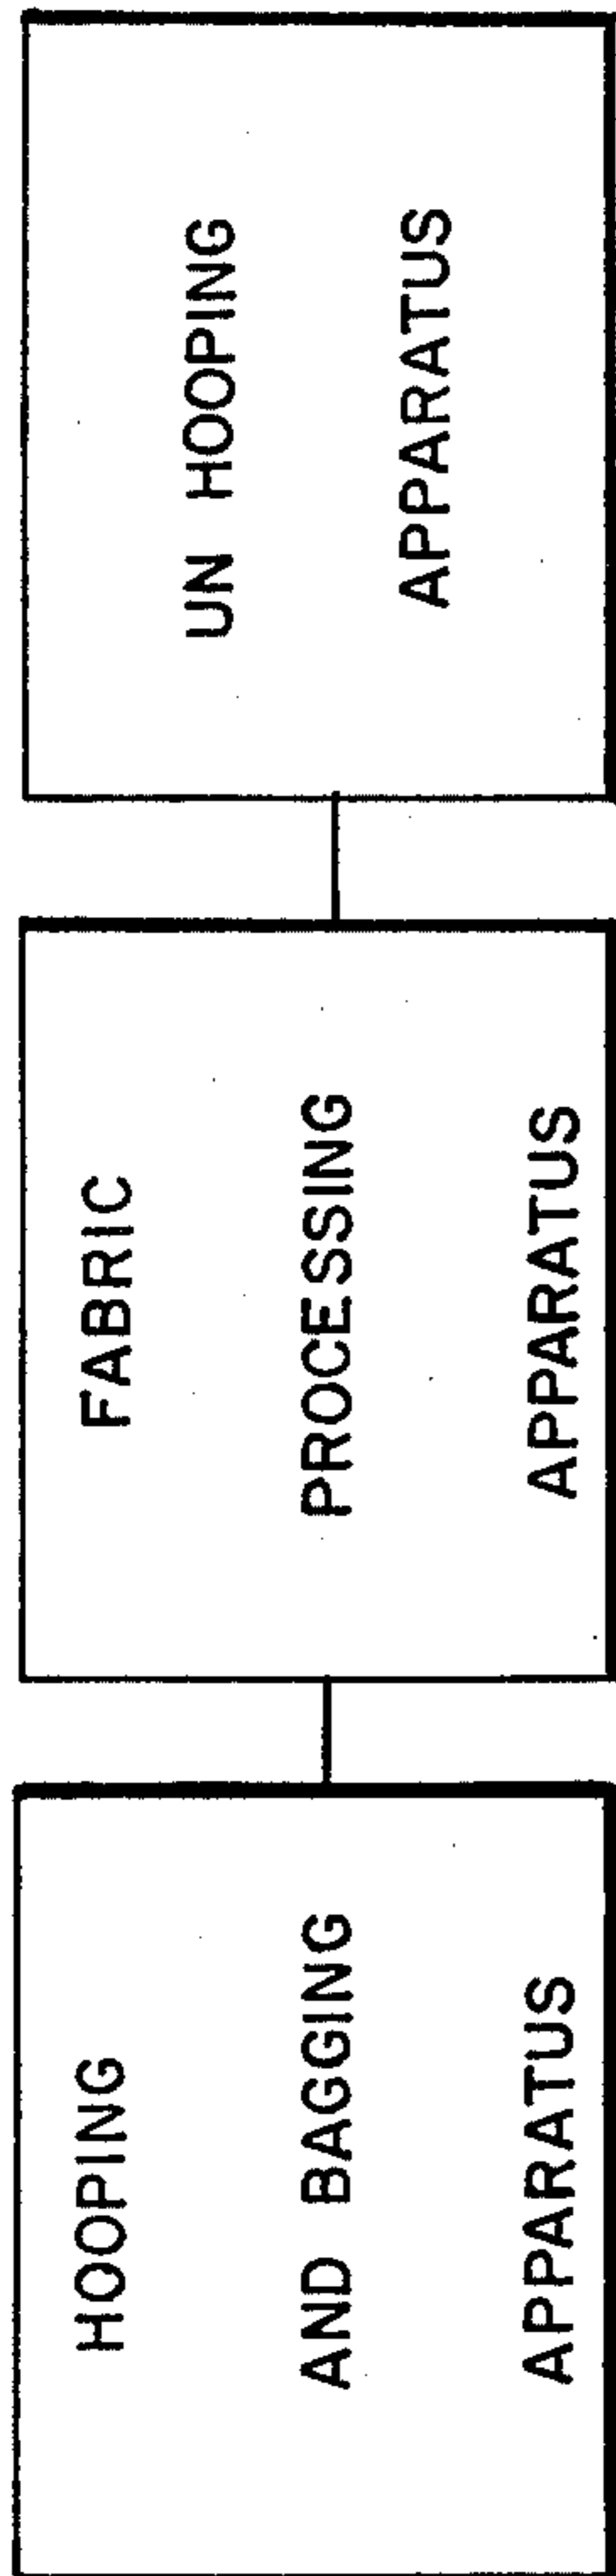 HOOPING
AND BAGGING
APPARATUS
FABRIC
PROCESSING
APPARATUS
UN HOOPING
APPARATUS